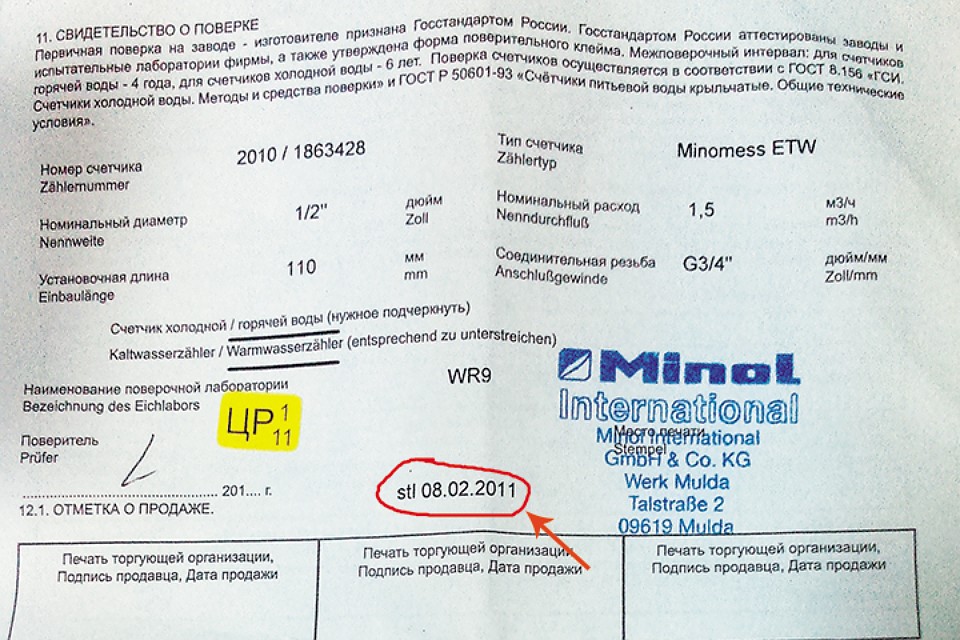 11. СВИДЕТЕЛЬСТВО О ПОВЕРКЕ
Первичная поверка на заводе - изготовителе признана Госстандартом России. Госстандартом России аттестированы заводы и
испытательные лаборатории фирмы, а также утверждена форма поверительного клейма. Межповерочный интервал: для счетчиков
горячей воды - 4 года, для счетчиков холодной воды - 6 лет. Поверка счетчиков осуществляется в соответствии с ГОСТ 8.156 «ГСИ.
Счетчики холодной воды. Методы и средства поверки» и ГОСТ Р 50601-93 «Счётчики питьевой воды крыльчатые. Общие технические
условия».
Номер счетчика 2010 / 1863428 Тип счетчика Minomess ETW
Zählernummer Zählertyp
Номинальный диаметр 1/2" дюйм Номинальный расход 1,5 м3/ч
Nennweite Zoll Nenndurchfluß m3/h
Установочная длина 110 мм Соединительная резьба G3/4" дюйм/мм
Einbaulänge mm Anschlußgewinde Zoll/mm
Счетчик холодной / горячей воды (нужное подчеркнуть)
Kaltwasserzähler / Warmwasserzähler (entsprechend zu unterstreichen)
Наименование поверочной лаборатории WR9
Bezeichnung des Eichlabors
ЦР 1 11
Поверитель
Prüfer
Minol
International
Место печати
Stempel
Minol International
GmbH & Co. KG
Werk Mulda
Talstraße 2
09619 Mulda
stl 08.02.2011
........................................ 201.... г.
12.1. ОТМЕТКА О ПРОДАЖЕ.
Печать торгующей организации, Печать торгующей организации, Печать торгующей организации,
Подпись продавца, Дата продажи Подпись продавца, Дата продажи Подпись продавца, Дата продажи